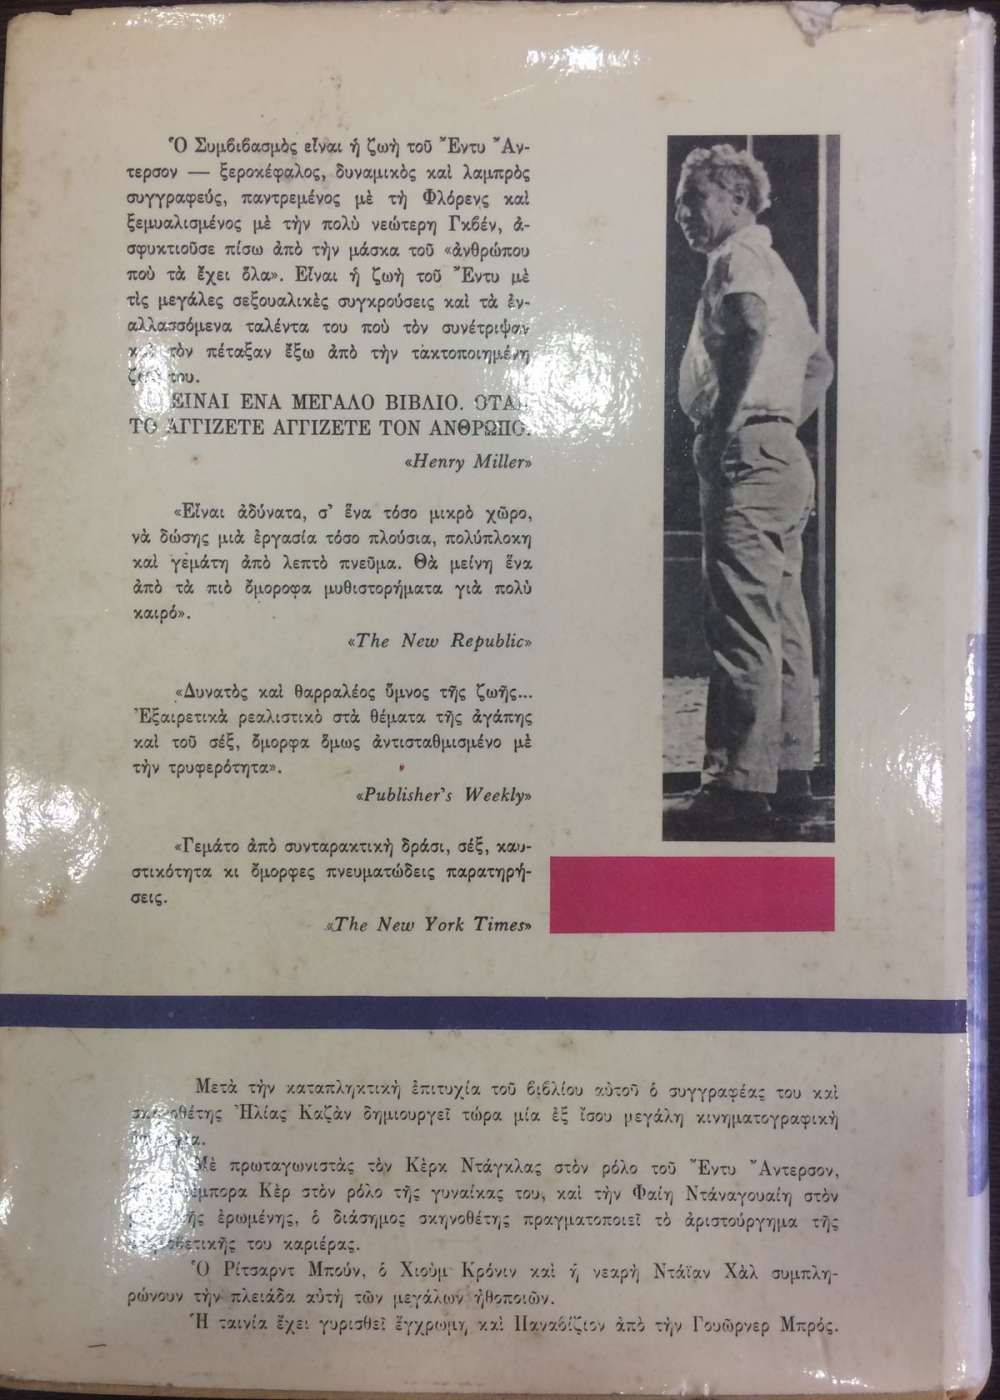 Ὁ Συμβιβασμὸς εἶναι ἡ ζωὴ τοῦ Ἔντυ Ἄν-
τερσον — ξεροκέφαλος, δυναμικὸς καὶ λαμπρὸς
συγγραφεύς, παντρεμένος μὲ τὴ Φλόρενς καὶ
ξεμυαλισμένος μὲ τὴν πολὺ νεώτερη Γκβέν, ἀ-
σφυκτιοῦσε πίσω ἀπὸ τὴν μάσκα τοῦ «ἀνθρώπου
ποὺ τὰ ἔχει ὅλα». Εἶναι ἡ ζωὴ τοῦ Ἔντυ μὲ
τὶς μεγάλες σεξουαλικὲς συγκρούσεις καὶ τὰ ἐν-
αλλασσόμενα ταλέντα του ποὺ τὸν συνέτριψαν
τὸν πέταξαν ἔξω ἀπὸ τὴν τακτοποιημένη
του.
ΕΙΝΑΙ ΕΝΑ ΜΕΓΑΛΟ ΒΙΒΛΙΟ. ΟΤΑΝ
ΤΟ ΑΓΓΙΖΕΤΕ ΑΓΓΙΖΕΤΕ ΤΟΝ ΑΝΘΡΩΠΟ.
«Henry Miller»
«Εἶναι ἀδύνατο, σ' ἕνα τόσο μικρὸ χῶρο,
νὰ δώσης μιὰ ἐργασία τόσο πλούσια, πολύπλοκη
καὶ γεμάτη ἀπὸ λεπτὸ πνεῦμα. Θὰ μείνη ἕνα
ἀπὸ τὰ πιὸ ὄμοροφα μυθιστορήματα γιὰ πολὺ
καιρό».
«The New Republic»
«Δυνατὸς καὶ θαρραλέος ὕμνος τῆς ζωῆς...
Ἐξαιρετικὰ ρεαλιστικὸ στὰ θέματα τῆς ἀγάπης
καὶ τοῦ σέξ, ὄμορφα ὅμως ἀντισταθμισμένο μὲ
τὴν τρυφερότητα».
«Publisher's Weekly»
«Γεμάτο ἀπὸ συνταρακτικὴ δράσι, σέξ, καυ-
στικότητα κι ὄμορφες πνευματώδεις παρατηρή-
σεις.
«The New York Times»
Μετὰ τὴν καταπληκτικὴ ἐπιτυχία τοῦ βιβλίου αὐτοῦ ὁ συγγραφέας του καὶ
σκηνοθέτης Ἠλίας Καζὰν δημιουργεῖ τώρα μία ἐξ ἴσου μεγάλη κινηματογραφικὴ
Μὲ πρωταγωνιστὰς τὸν Κὲρκ Ντάγκλας στὸν ρόλο τοῦ Ἔντυ Ἄντερσον,
Κὲρ στὸν ρόλο τῆς γυναίκας του, καὶ τὴν Φαίη Ντάναγουαίη στὸν
τῆς ἐρωμένης, ὁ διάσημος σκηνοθέτης πραγματοποιεῖ τὸ ἀριστούργημα τῆς
του καριέρας.
Ὁ Ρίτσαρντ Μπούν, ὁ Χιοὺμ Κρόνιν καὶ ἡ νεαρὴ Ντάϊαν Χὰλ συμπλη-
ρώνουν τὴν πλειάδα αὐτὴ τῶν μεγάλων ἠθοποιῶν.
Ἡ ταινία ἔχει γυρισθεῖ ἔγχρωμη καὶ Παναβίζιον ἀπὸ τὴν Γουῶρνερ Μπρός.